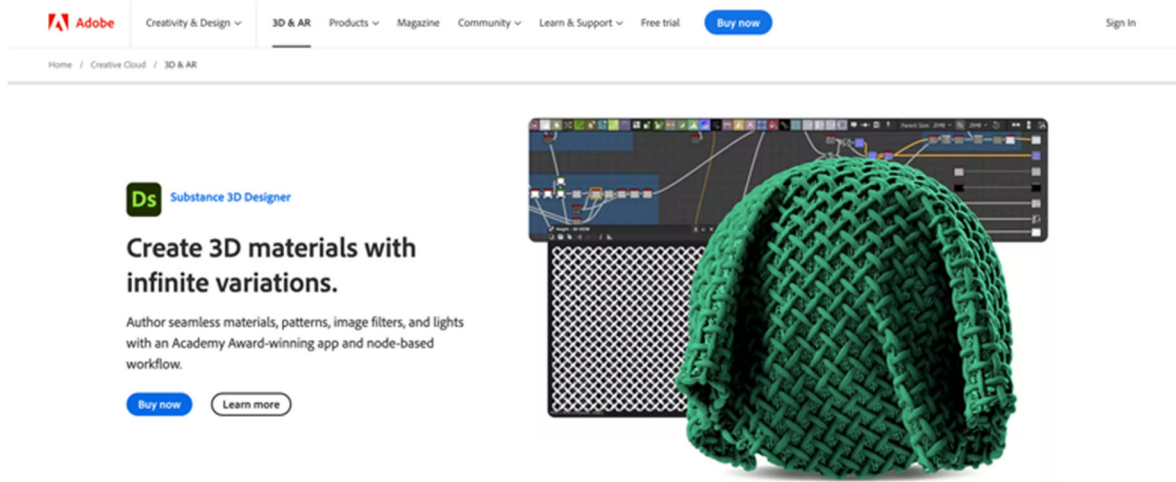 Adobe
Creativity & Design
3D & AR
Products
Magazine
Community
Learn & Support
Free trial
Buy now
Sign In
Home / Creative Cloud / 3D & AR
Ds
Substance 3D Designer
Create 3D materials with
infinite variations.
Author seamless materials, patterns, image filters, and lights
with an Academy Award-winning app and node-based
workflow.
Buy now
Learn more